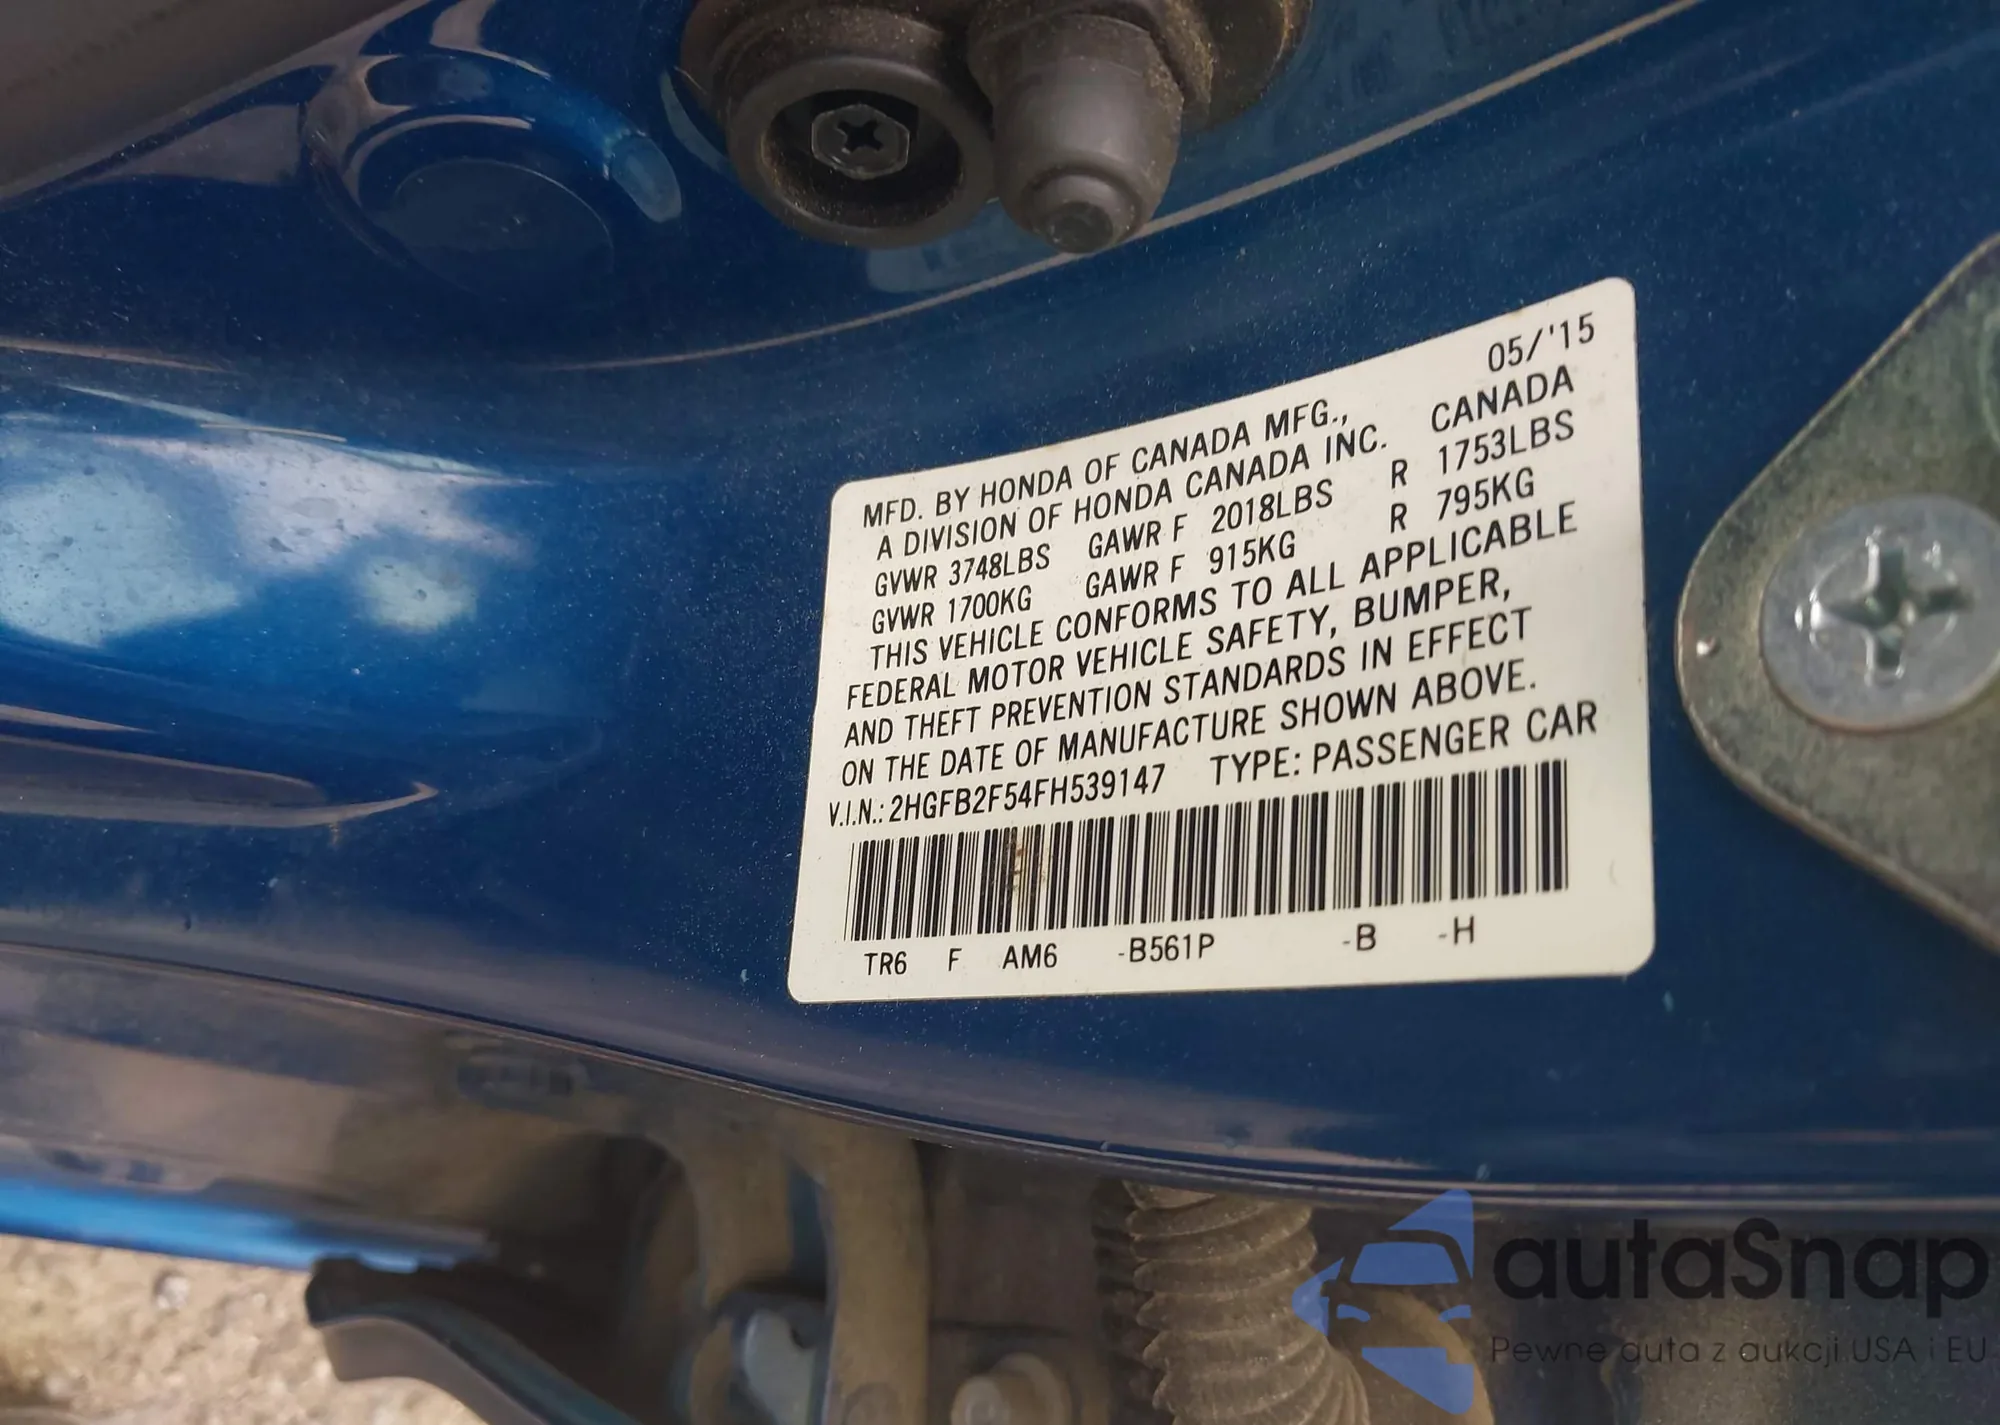 05/'15
MFD. BY HONDA OF CANADA MFG.,
A DIVISION OF HONDA CANADA INC. CANADA
GVWR 3748LBS GAWR F 2018LBS R 1753LBS
GVWR 1700KG GAWR F 915KG R 795KG
THIS VEHICLE CONFORMS TO ALL APPLICABLE
FEDERAL MOTOR VEHICLE SAFETY, BUMPER,
AND THEFT PREVENTION STANDARDS IN EFFECT
ON THE DATE OF MANUFACTURE SHOWN ABOVE.
V.I.N.: 2HGFB2F54FH539147 TYPE: PASSENGER CAR
TR6 F AM6 -B561P -B -H
autaSnap
Pewne auta z aukcji USA i EU